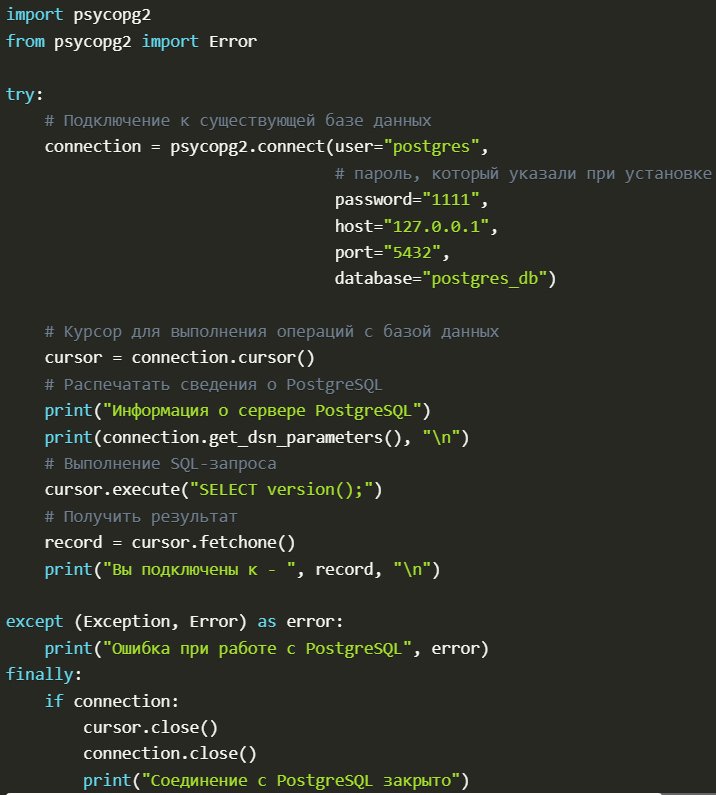 import psycopg2
from psycopg2 import Error
try:
# Подключение к существующей базе данных
connection = psycopg2.connect(user="postgres",
# пароль, который указали при установке
password="1111",
host="127.0.0.1",
port="5432",
database="postgres_db")
# Курсор для выполнения операций с базой данных
cursor = connection.cursor()
# Распечатать сведения о PostgreSQL
print("Информация о сервере PostgreSQL")
print(connection.get_dsn_parameters(), "\n")
# Выполнение SQL-запроса
cursor.execute("SELECT version();")
# Получить результат
record = cursor.fetchone()
print("Вы подключены к - ", record, "\n")
except (Exception, Error) as error:
print("Ошибка при работе с PostgreSQL", error)
finally:
if connection:
cursor.close()
connection.close()
print("Соединение с PostgreSQL закрыто")